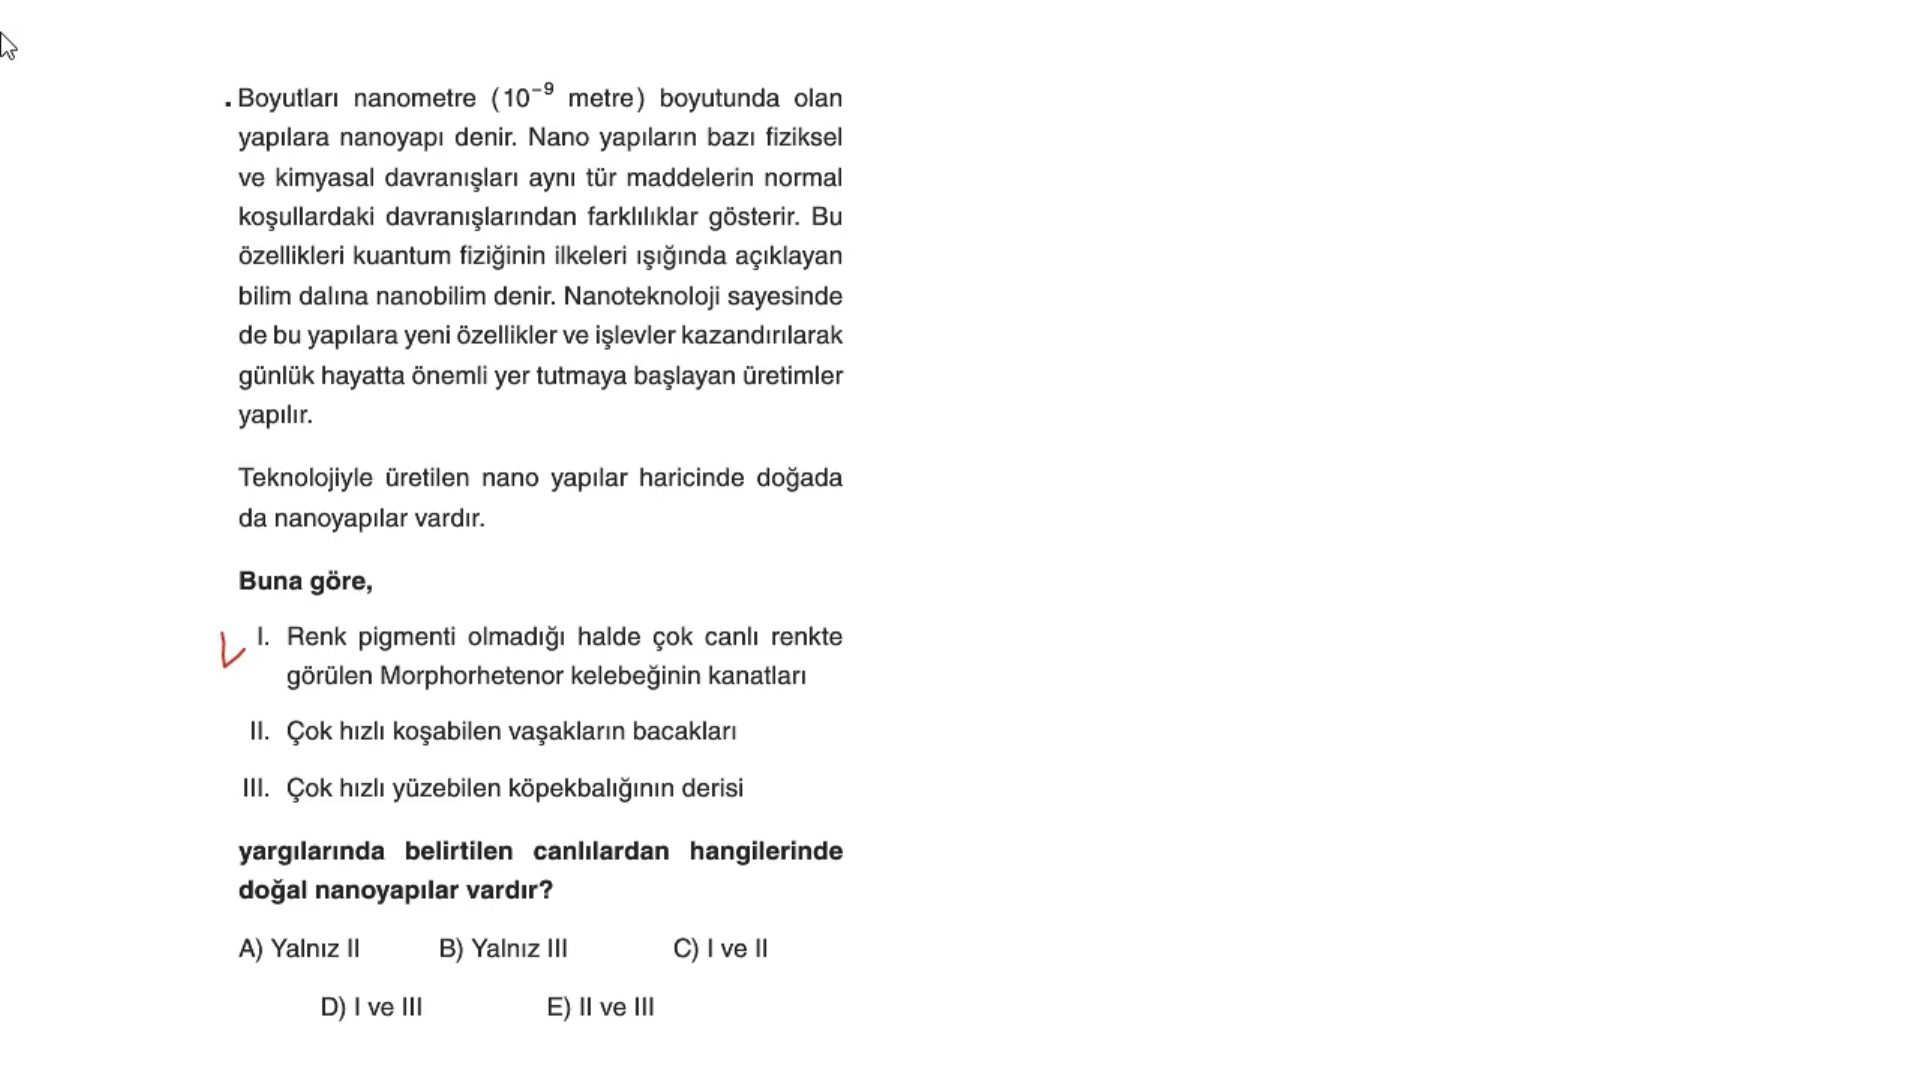 . Boyutları nanometre (10⁻⁹ metre) boyutunda olan
yapılara nanoyapı denir. Nano yapıların bazı fiziksel
ve kimyasal davranışları aynı tür maddelerin normal
koşullardaki davranışlarından farklılıklar gösterir. Bu
özellikleri kuantum fiziğinin ilkeleri ışığında açıklayan
bilim dalına nanobilim denir. Nanoteknoloji sayesinde
de bu yapılara yeni özellikler ve işlevler kazandırılarak
günlük hayatta önemli yer tutmaya başlayan üretimler
yapılır.
Teknolojiyle üretilen nano yapılar haricinde doğada
da nanoyapılar vardır.
Buna göre,
I. Renk pigmenti olmadığı halde çok canlı renkte
görülen Morphorhetenor kelebeğinin kanatları
II. Çok hızlı koşabilen vaşakların bacakları
III. Çok hızlı yüzebilen köpekbalığının derisi
yargılarında belirtilen canlılardan hangilerinde
doğal nanoyapılar vardır?
A) Yalnız II B) Yalnız III C) I ve II
D) I ve III E) II ve III